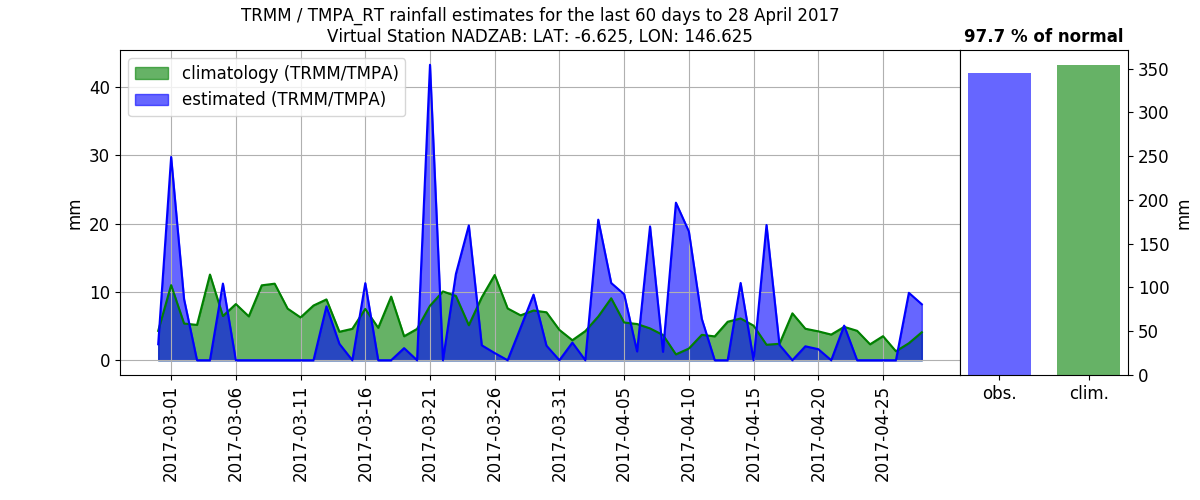 TRMM / TMPA_RT rainfall estimates for the last 60 days to 28 April 2017
Virtual Station NADZAB: LAT: -6.625, LON: 146.625
97.7 % of normal
climatology (TRMM/TMPA)
estimated (TRMM/TMPA)
mm
40
30
20
10
0
2017-03-01
2017-03-06
2017-03-11
2017-03-16
2017-03-21
2017-03-26
2017-03-31
2017-04-05
2017-04-10
2017-04-15
2017-04-20
2017-04-25
obs.
clim.
350
300
250
200
150
100
50
0
mm